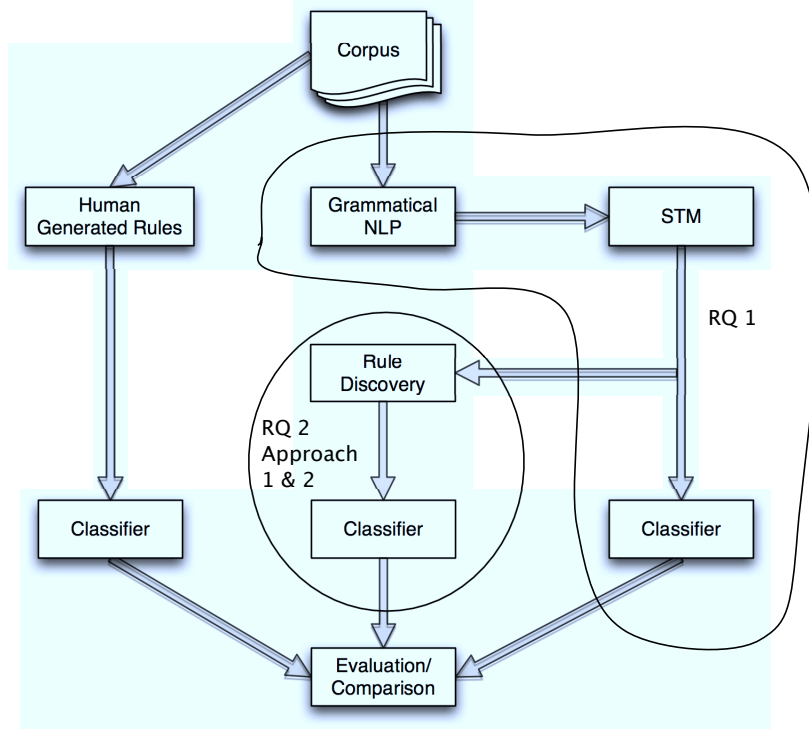 Corpus
Human
Generated Rules
Grammatical
NLP
STM
RQ 1
Rule
Discovery
RQ 2
Approach
1 & 2
Classifier
Classifier
Classifier
Evaluation/
Comparison